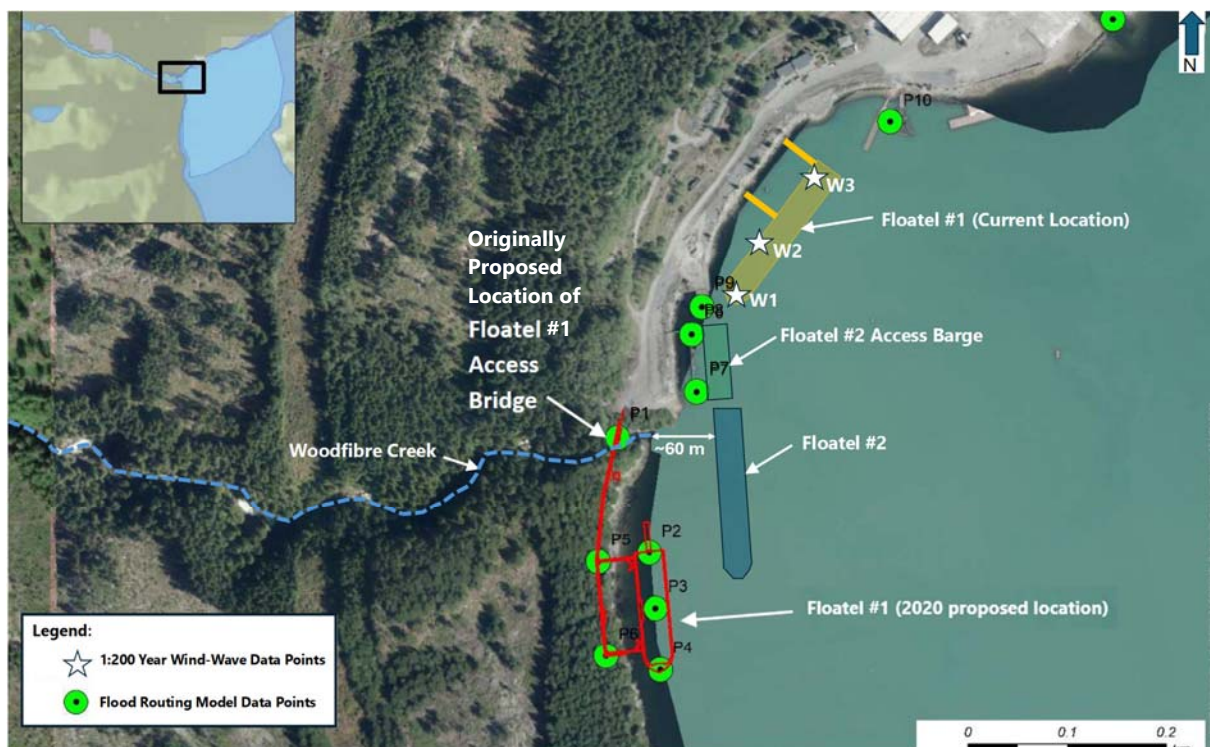 N
P10
W3
Floatel #1 (Current Location)
W2
Originally
Proposed
Location of
Floatel #1
Access
Bridge
P9
W1
Floatel #2 Access Barge
P7
P1
~60 m
Woodfibre Creek
Floatel #2
P5
P2
P3
Floatel #1 (2020 proposed location)
P6
P4
Legend:
1:200 Year Wind-Wave Data Points
Flood Routing Model Data Points
0 0.1 0.2